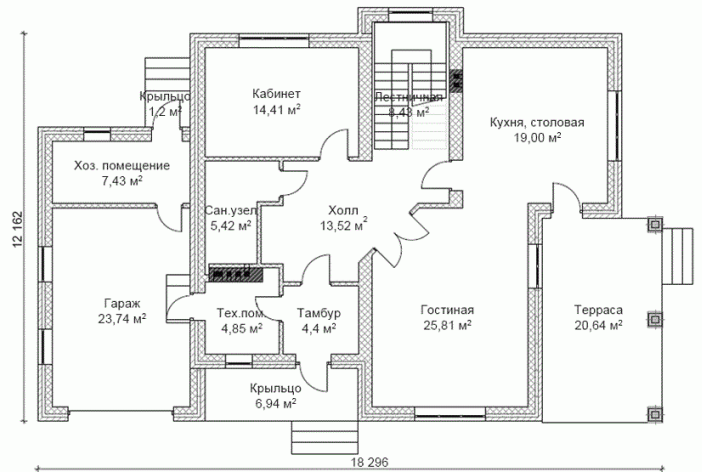 Крыльцо
1,2 м²
Кабинет
14,41 м²
Лестничная
8,43 м²
Кухня, столовая
19,00 м²
Хоз. помещение
7,43 м²
Сан.узел
5,42 м²
Холл
13,52 м²
12 162
Гараж
23,74 м²
Тех.пом.
4,85 м²
Тамбур
4,4 м²
Гостиная
25,81 м²
Терраса
20,64 м²
Крыльцо
6,94 м²
18 296